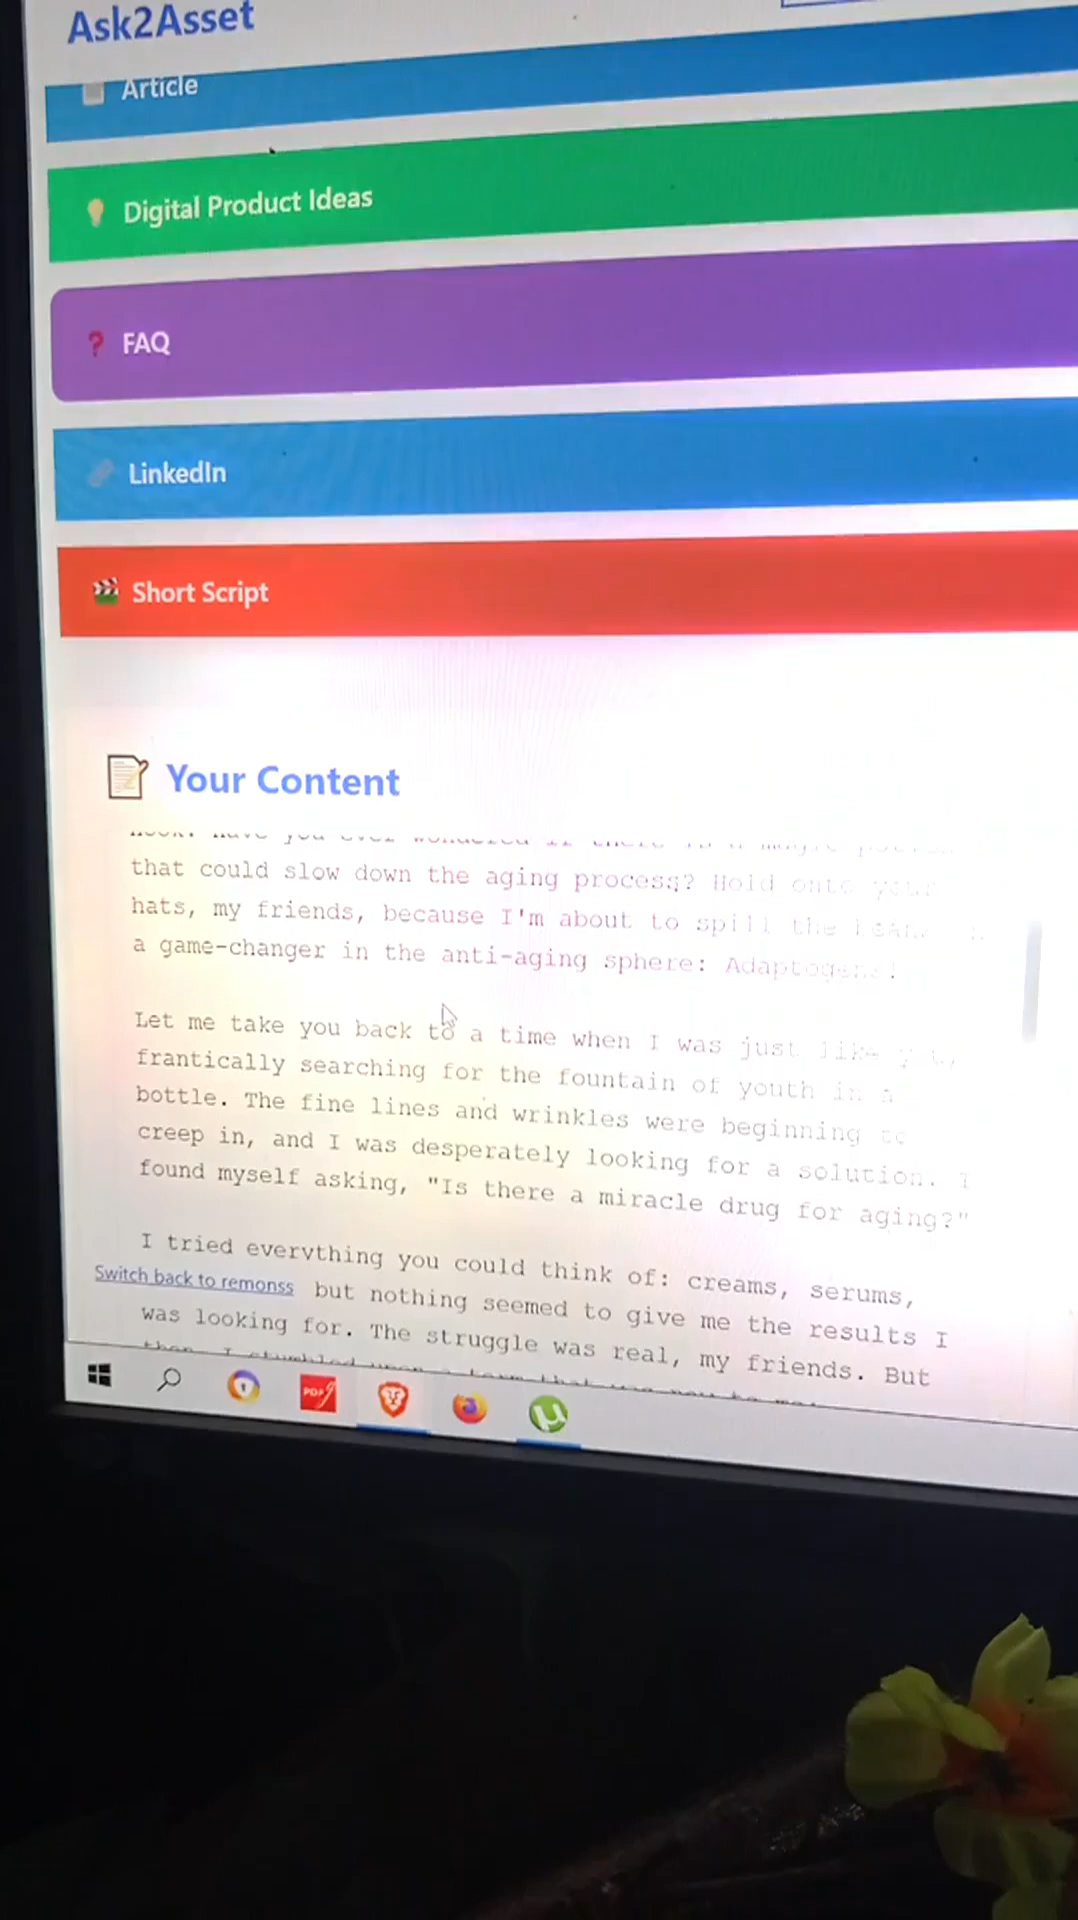 Ask2Asset
Article
Digital Product Ideas
? FAQ
LinkedIn
Short Script
Your Content
that could slow down the aging process? Hold onto your
hats, my friends, because I'm about to spill the
a game-changer in the anti-aging sphere: Adaptogens!
Let me take you back to a time when I was just like
frantically searching for the fountain of youth in a
bottle. The fine lines and wrinkles were beginning to
creep in, and I was desperately looking for a solution. I
found myself asking, "Is there a miracle drug for aging?"
I tried everything you could think of: creams, serums,
Switch back to remonss but nothing seemed to give me the results I
was looking for. The struggle was real, my friends. But
PDF